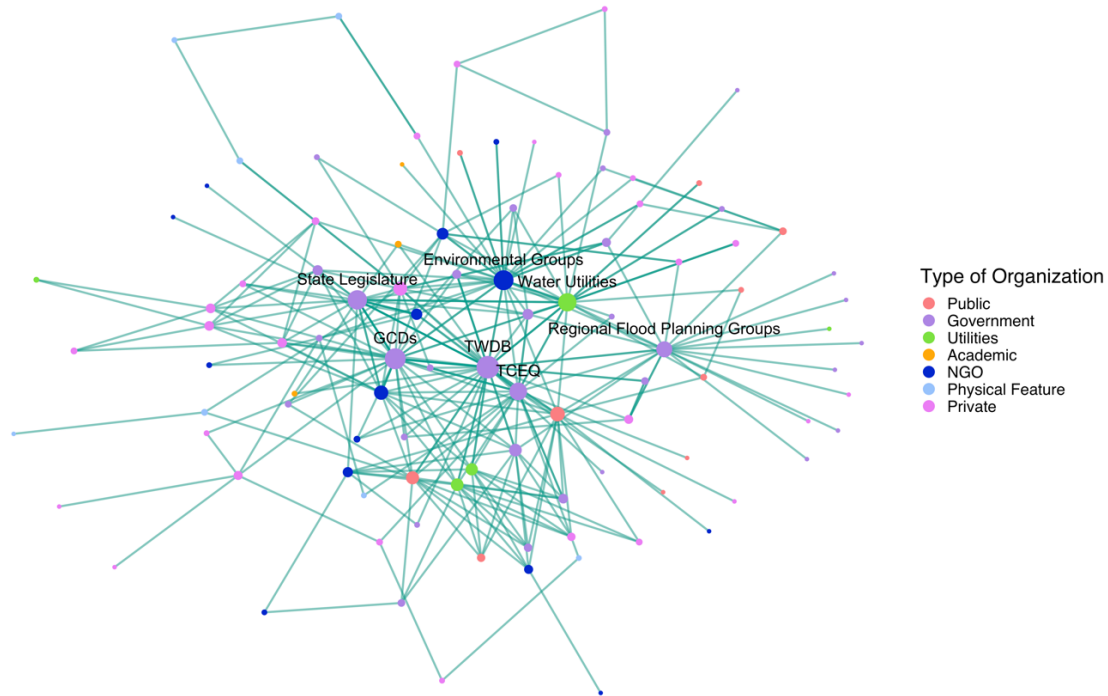 Environmental Groups
State Legislature
Water Utilities
Regional Flood Planning Groups
GCDs
TWDB
TCEQ
Type of Organization
Public
Government
Utilities
Academic
NGO
Physical Feature
Private